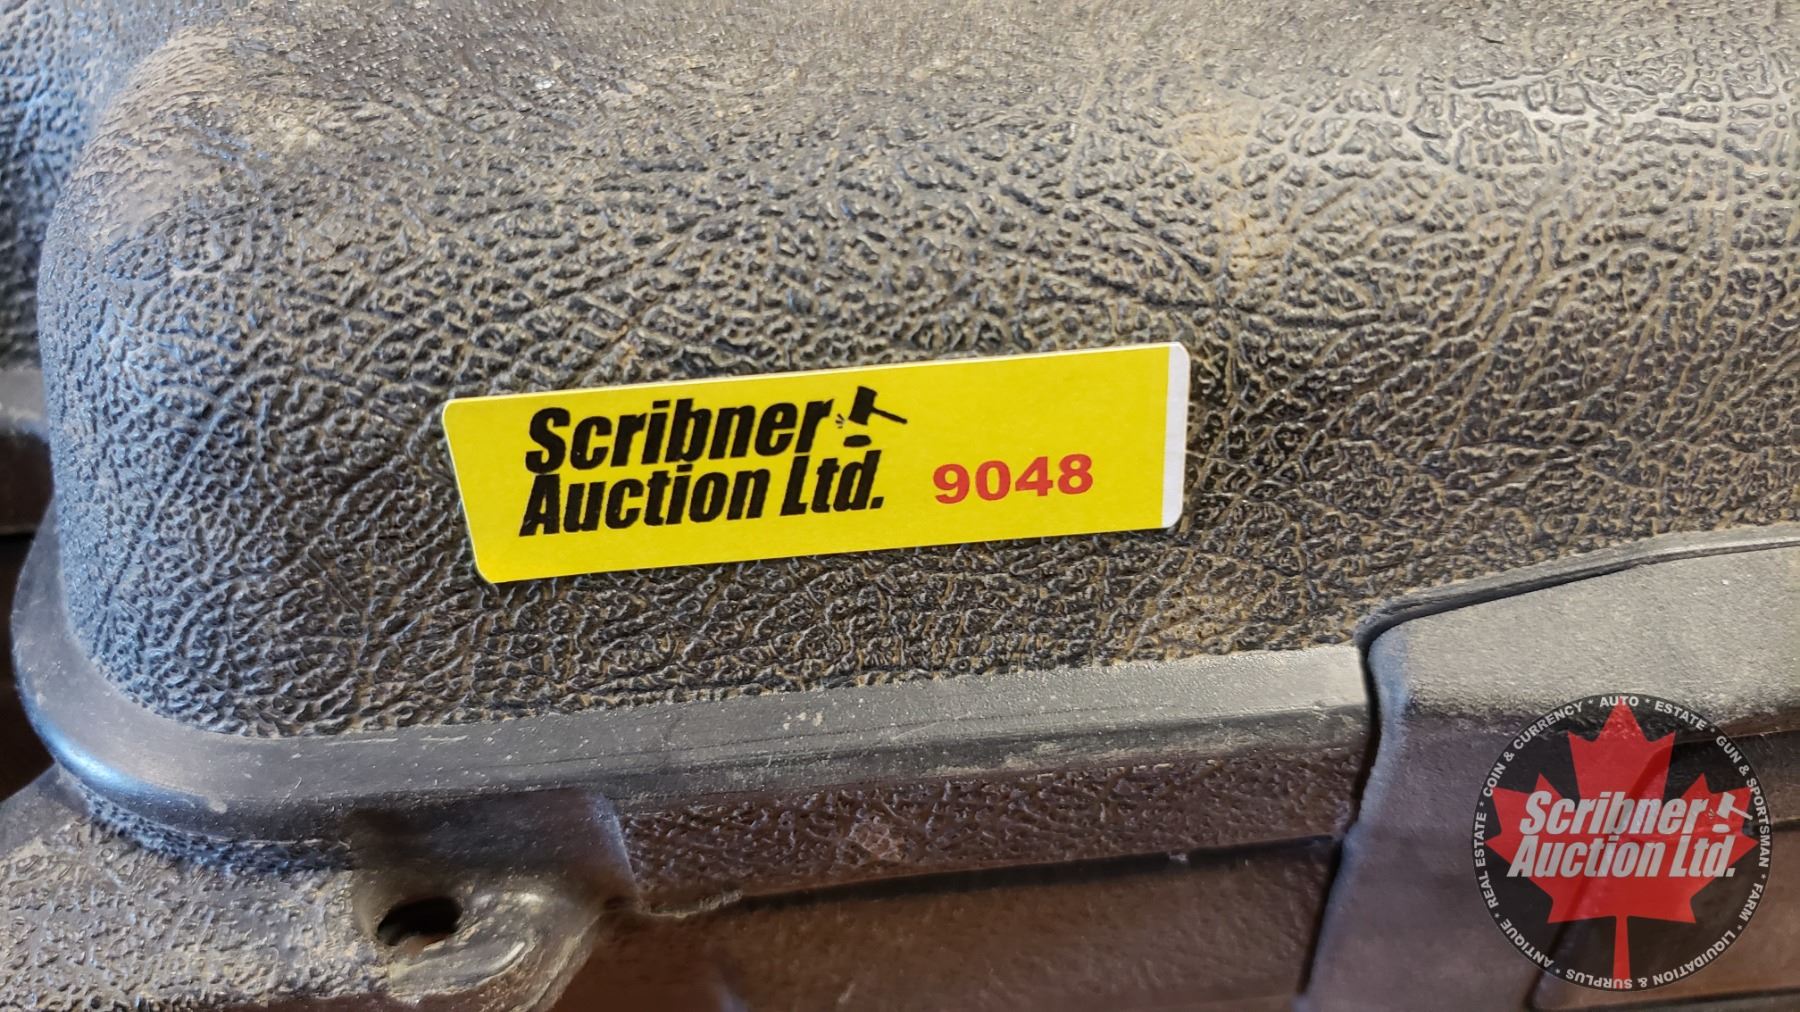 Scribner
Auction Ltd.
9048
COIN & CURRENCY * AUTO * ESTATE * GUN & SPORTSMAN * FARM * LIQUIDATION & SURPLUS * ANTIQUE * REAL ESTATE *
Scribner
Auction Ltd.